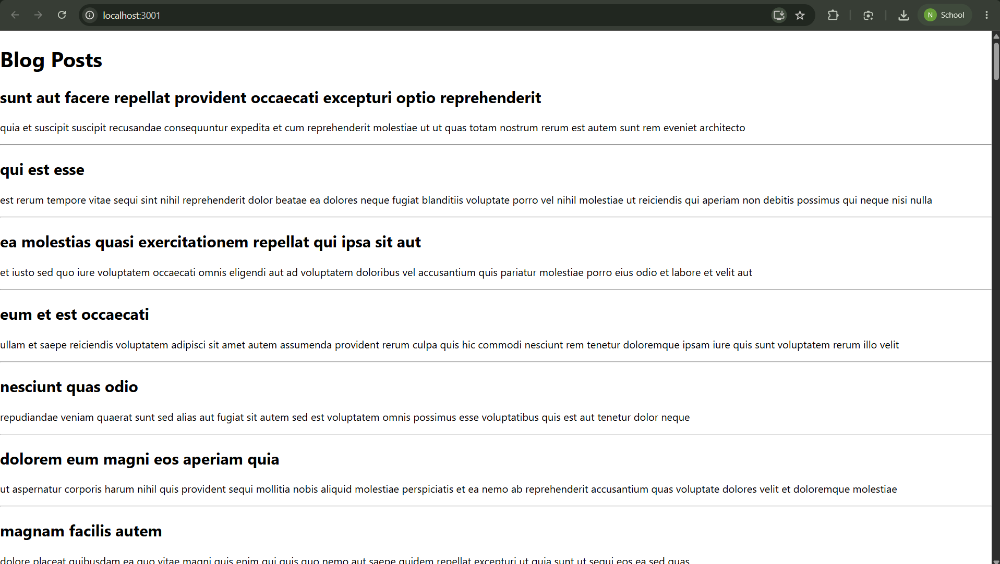 localhost:3001
N School
Blog Posts
sunt aut facere repellat provident occaecati excepturi optio reprehenderit
quia et suscipit suscipit recusandae consequuntur expedita et cum reprehenderit molestiae ut ut quas totam nostrum rerum est autem sunt rem eveniet architecto
qui est esse
est rerum tempore vitae sequi sint nihil reprehenderit dolor beatae ea dolores neque fugiat blanditiis voluptate porro vel nihil molestiae ut reiciendis qui aperiam non debitis possimus qui neque nisi nulla
ea molestias quasi exercitationem repellat qui ipsa sit aut
et iusto sed quo iure voluptatem occaecati omnis eligendi aut ad voluptatem doloribus vel accusantium quis pariatur molestiae porro eius odio et labore et velit aut
eum et est occaecati
ullam et saepe reiciendis voluptatem adipisci sit amet autem assumenda provident rerum culpa quis hic commodi nesciunt rem tenetur doloremque ipsam iure quis sunt voluptatem rerum illo velit
nesciunt quas odio
repudiandae veniam quaerat sunt sed alias aut fugiat sit autem sed est voluptatem omnis possimus esse voluptatibus quis est aut tenetur dolor neque
dolorem eum magni eos aperiam quia
ut aspernatur corporis harum nihil quis provident sequi mollitia nobis aliquid molestiae perspiciatis et ea nemo ab reprehenderit accusantium quas voluptate dolores velit et doloremque molestiae
magnam facilis autem
dolore placeat quibusdam ea quo vitae magni quis enim qui quis quo nemo aut saepe quidem repellat excepturi ut quia sunt ut sequi eos ea sed quas